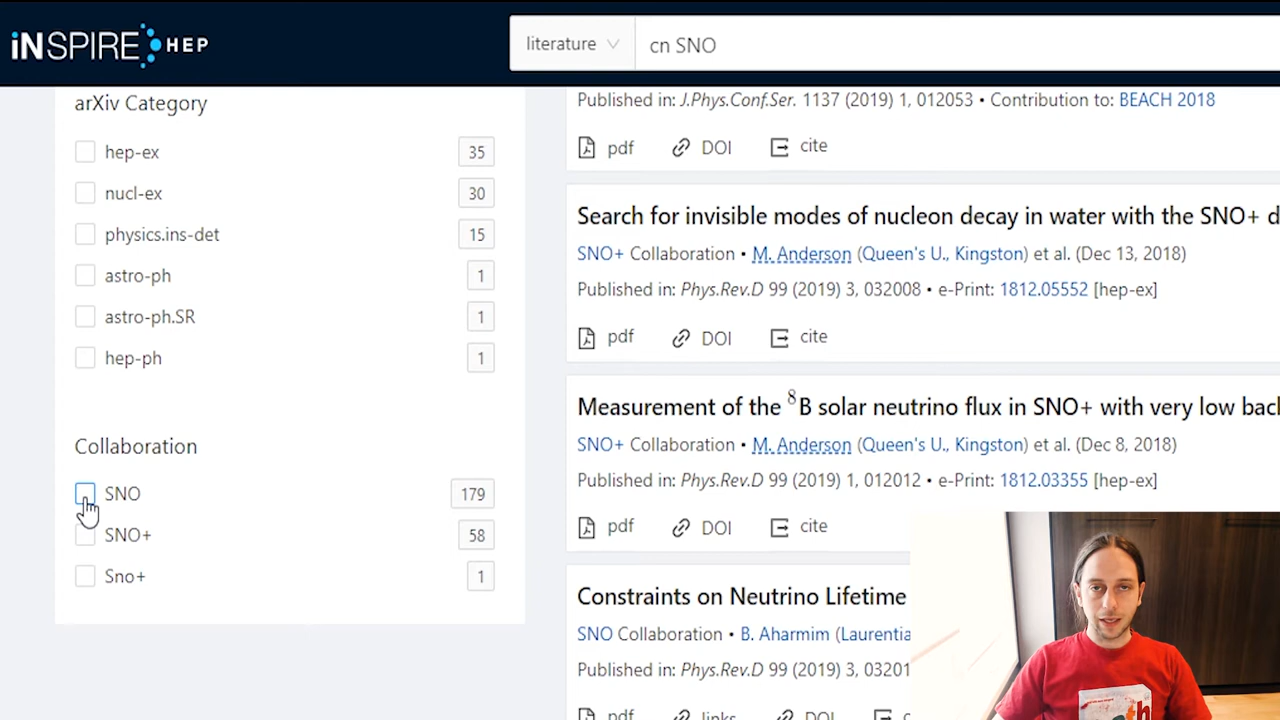 iNSPIRE HEP
literature
cn SNO
arXiv Category
hep-ex 35
nucl-ex 30
physics.ins-det 15
astro-ph 1
astro-ph.SR 1
hep-ph 1
Collaboration
SNO 179
SNO+ 58
Sno+ 1
Published in: J.Phys.Conf.Ser. 1137 (2019) 1, 012053 • Contribution to: BEACH 2018
pdf DOI cite
Search for invisible modes of nucleon decay in water with the SNO+ d
SNO+ Collaboration • M. Anderson (Queen's U., Kingston) et al. (Dec 13, 2018)
Published in: Phys.Rev.D 99 (2019) 3, 032008 • e-Print: 1812.05552 [hep-ex]
pdf DOI cite
Measurement of the ⁸B solar neutrino flux in SNO+ with very low bac
SNO+ Collaboration • M. Anderson (Queen's U., Kingston) et al. (Dec 8, 2018)
Published in: Phys.Rev.D 99 (2019) 1, 012012 • e-Print: 1812.03355 [hep-ex]
pdf DOI cite
Constraints on Neutrino Lifetime
SNO Collaboration • B. Aharmim (Laurentia
Published in: Phys.Rev.D 99 (2019) 3, 03201
pdf links DOI c